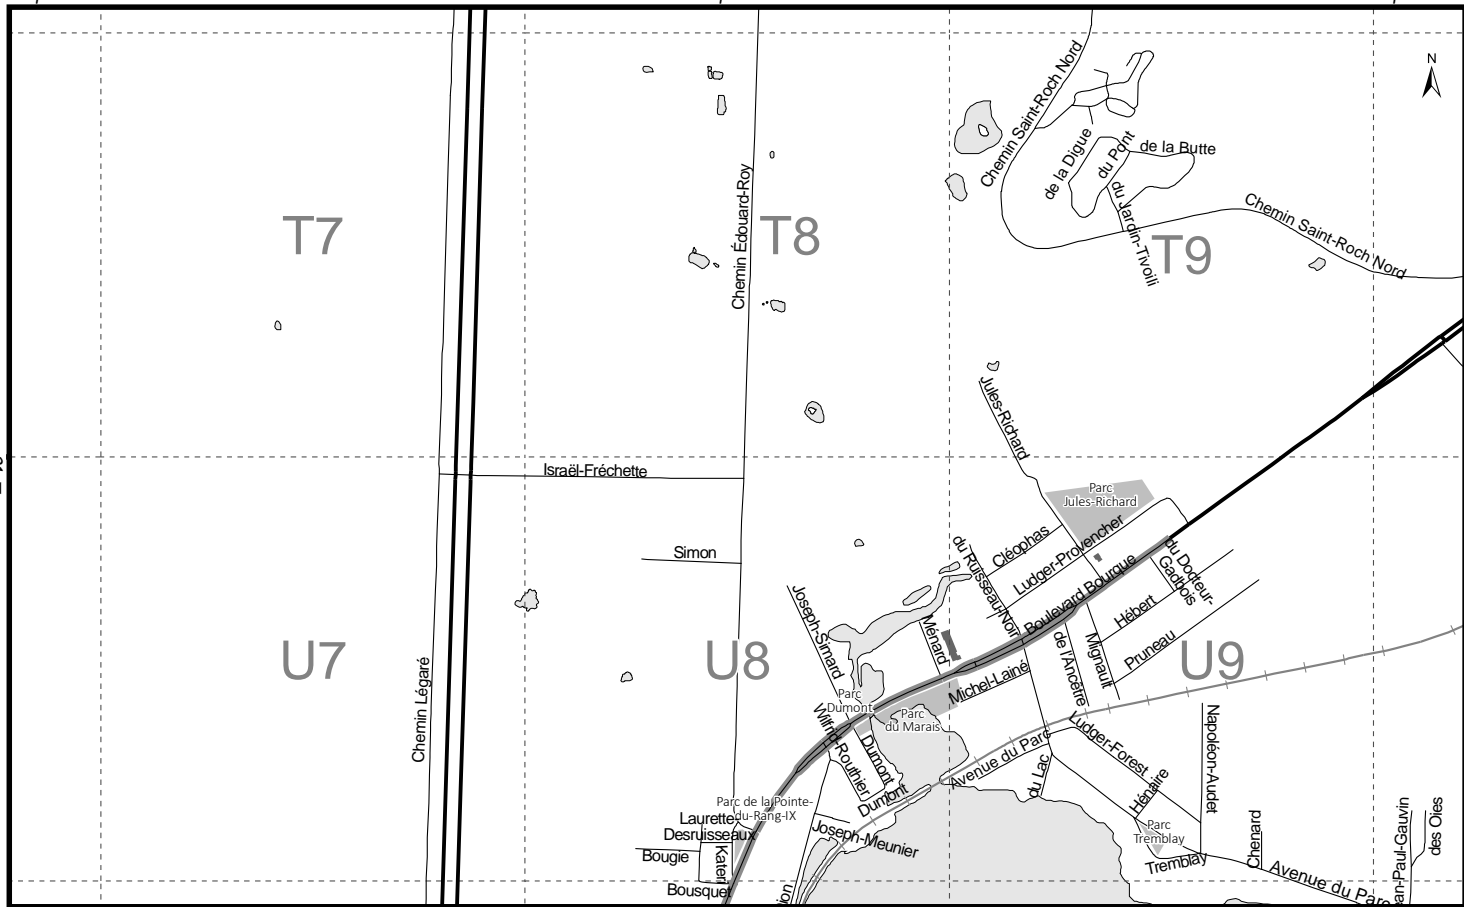 N
Chemin Saint-Roch Nord
de la Digue
du Pont
de la Butte
du Jardin-Tivoili
Chemin Saint-Roch Nord
T7
Chemin Édouard-Roy
T8
T9
Jules-Richard
Israël-Fréchette
Parc
Jules-Richard
Simon
du Ruisseau-Noir
Cléophas
Ludger-Provencher
Boulevard Bourque
du Docteur-
Gadbois
Joseph-Simard
Ménard
Hébert
Mignault
Pruneau
de l'Ancêtre
U7
U8
U9
Chemin Légaré
Michel-Lainé
Parc
Dumont
Parc
du Marais
Wilfrid-Routhier
Dumont
Dumont
Avenue du Parc
Ludger-Forest
Napoléon-Audet
du Lac
Hénaire
Parc de la Pointe-
du-Rang-IX
Laurette-
Desruisseaux
Bougie
Kateri
Bousquet
Joseph-Meunier
Parc
Tremblay
Tremblay
Chenard
Avenue du Parc
an-Paul-Gauvin
des Oies
ion